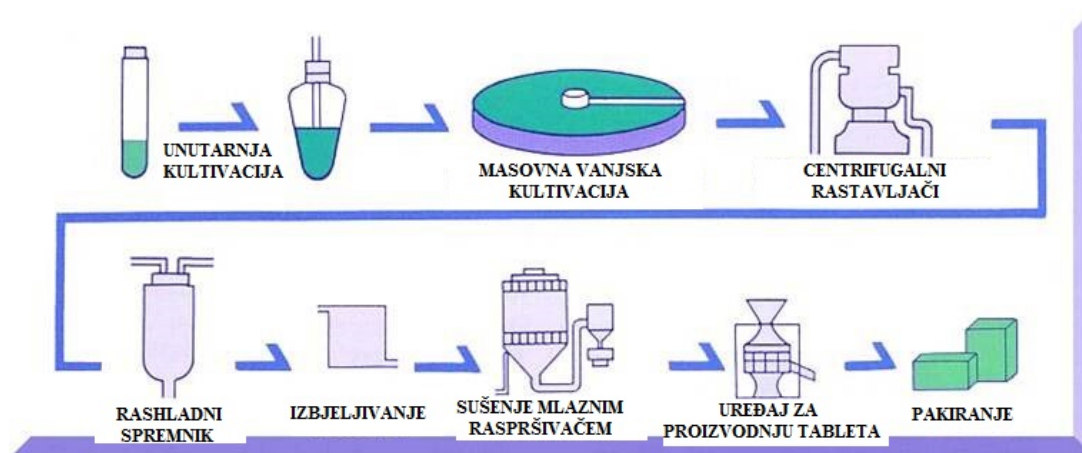 UNUTARNJA
KULTIVACIJA
MASOVNA VANJSKA
KULTIVACIJA
CENTRIFUGALNI
RASTAVLJAČI
RASHLADNI
SPREMNIK
IZBJELJIVANJE
SUŠENJE MLAZNIM
RASPRŠIVAČEM
UREĐAJ ZA
PROIZVODNJU TABLETA
PAKIRANJE